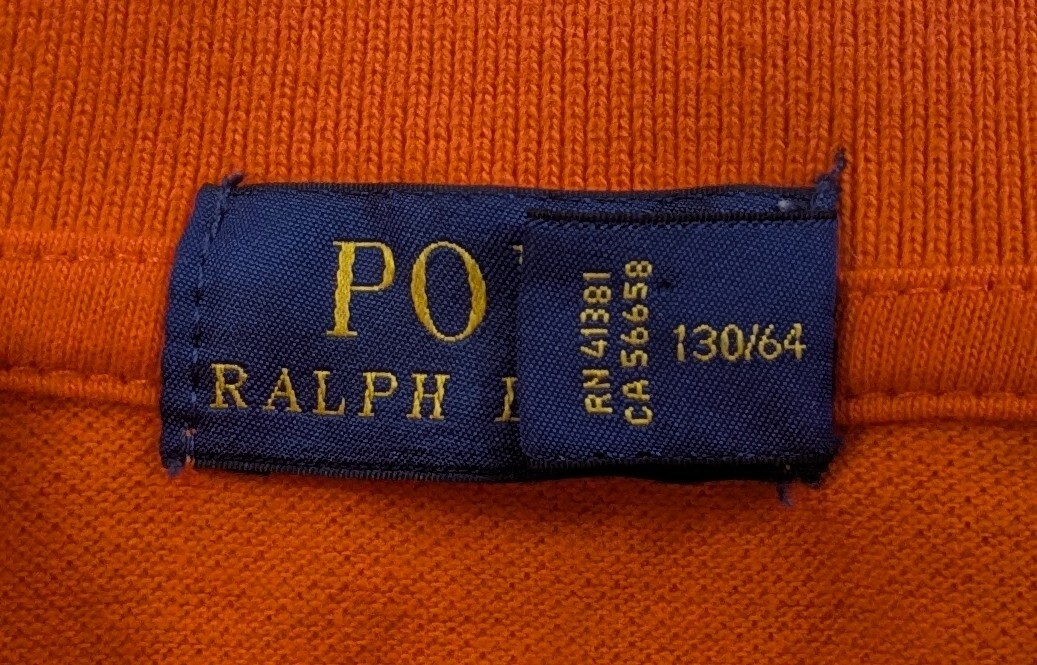 PO
RALPH
RN 41381
CA 56658
130/64